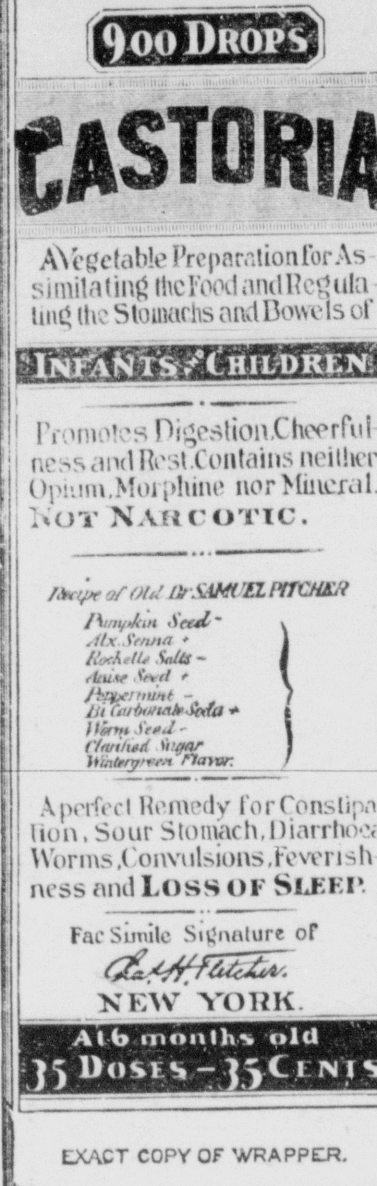 900 DROPS
CASTORIA
AVegetable Preparation for As-
similating the Food and Regula-
ting the Stomachs and Bowels of
INFANTS & CHILDREN
Promotes Digestion,Cheerful-
ness and Rest.Contains neither
Opium,Morphine nor Mineral.
NOT NARCOTIC.
Recipe of Old Dr SAMUEL PITCHER
Pumpkin Seed-
Alx.Senna +
Rochelle Salts -
Anise Seed +
Peppermint -
Bi Carbonate Soda +
Worm Seed -
Clarified Sugar
Wintergreen Flavor.
A perfect Remedy for Constipa
tion, Sour Stomach, Diarrhoea
Worms,Convulsions,Feverish-
ness and LOSS OF SLEEP.
Fac Simile Signature of
Chas. H. Fletcher.
NEW YORK.
At 6 months old
35 DOSES - 35 CENTS
EXACT COPY OF WRAPPER.